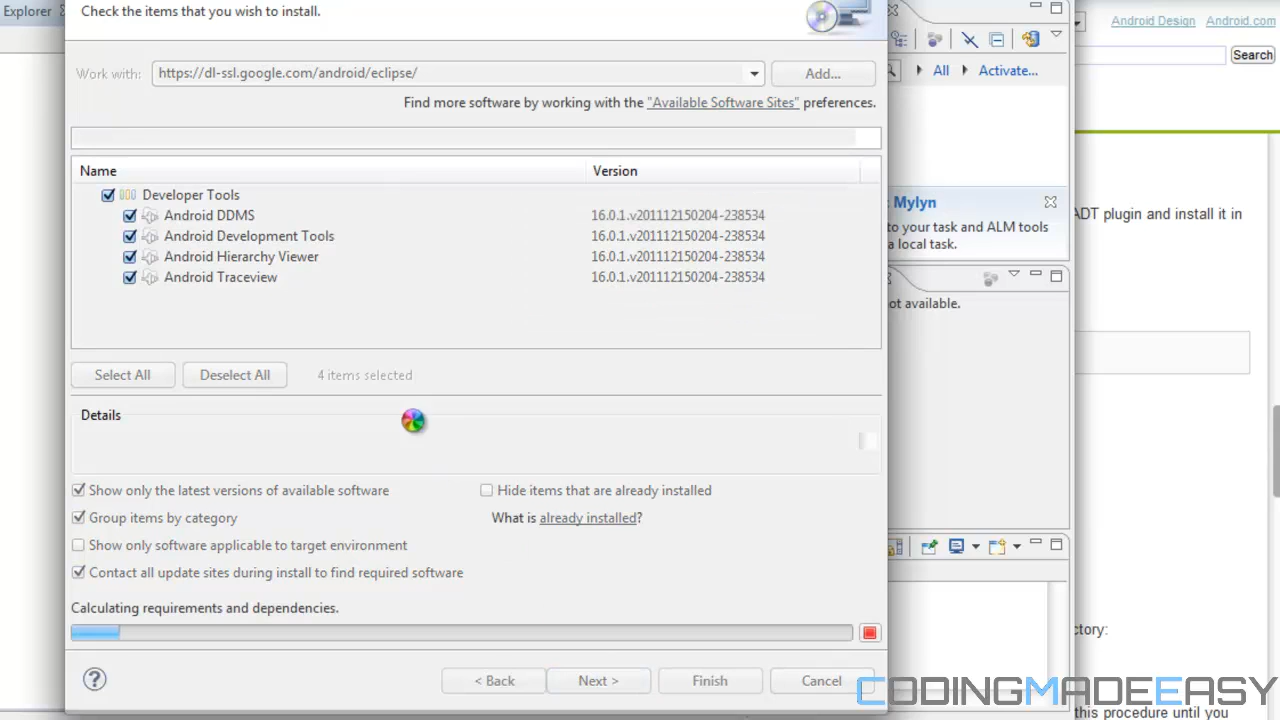 Explorer
Check the items that you wish to install.
Android Design Android.com
Work with: https://dl-ssl.google.com/android/eclipse/ Add...
Search
All Activate...
Find more software by working with the "Available Software Sites" preferences.
Name Version
Developer Tools
Android DDMS 16.0.1.v201112150204-238534
Android Development Tools 16.0.1.v201112150204-238534
Android Hierarchy Viewer 16.0.1.v201112150204-238534
Android Traceview 16.0.1.v201112150204-238534
Mylyn
to your task and ALM tools
a local task.
ADT plugin and install it in
ot available.
Select All Deselect All 4 items selected
Details
Show only the latest versions of available software Hide items that are already installed
Group items by category What is already installed?
Show only software applicable to target environment
Contact all update sites during install to find required software
Calculating requirements and dependencies.
ctory:
? < Back Next > Finish Cancel
CODINGMADEEASY
this procedure until you